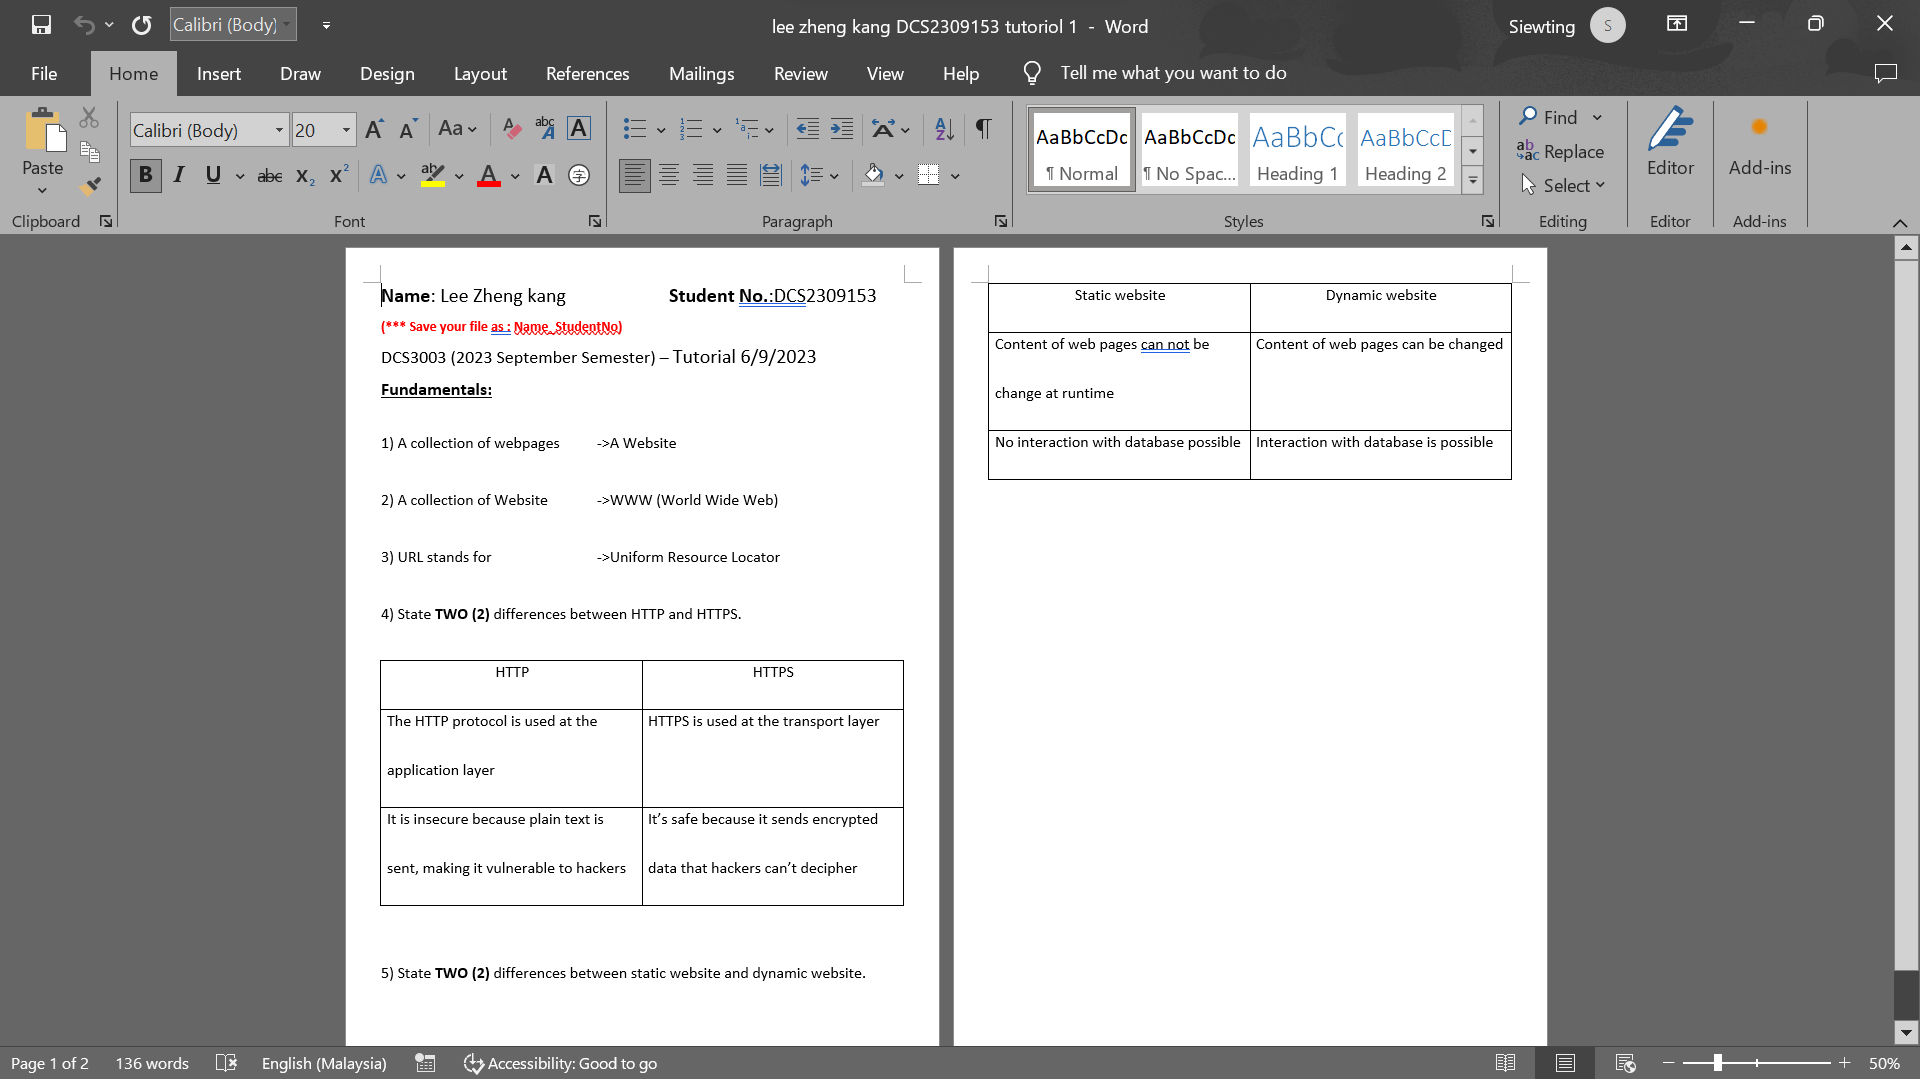 Calibri (Body)
lee zheng kang DCS2309153 tutoriol 1 - Word
Siewting
S
File
Home
Insert
Draw
Design
Layout
References
Mailings
Review
View
Help
Tell me what you want to do
Paste
Clipboard
Calibri (Body)
20
Font
Paragraph
AaBbCcDc
¶ Normal
AaBbCcDc
¶ No Spac...
AaBbCc
Heading 1
AaBbCcD
Heading 2
Styles
Find
Replace
Select
Editing
Editor
Editor
Add-ins
Add-ins
Name: Lee Zheng kang Student No.:DCS2309153
(*** Save your file as : Name_StudentNo)
DCS3003 (2023 September Semester) – Tutorial 6/9/2023
Fundamentals:
1) A collection of webpages ->A Website
2) A collection of Website ->WWW (World Wide Web)
3) URL stands for ->Uniform Resource Locator
4) State TWO (2) differences between HTTP and HTTPS.
HTTP
HTTPS
The HTTP protocol is used at the
application layer
HTTPS is used at the transport layer
It is insecure because plain text is
sent, making it vulnerable to hackers
It’s safe because it sends encrypted
data that hackers can’t decipher
5) State TWO (2) differences between static website and dynamic website.
Static website
Dynamic website
Content of web pages can not be
change at runtime
Content of web pages can be changed
No interaction with database possible
Interaction with database is possible
Page 1 of 2
136 words
English (Malaysia)
Accessibility: Good to go
50%